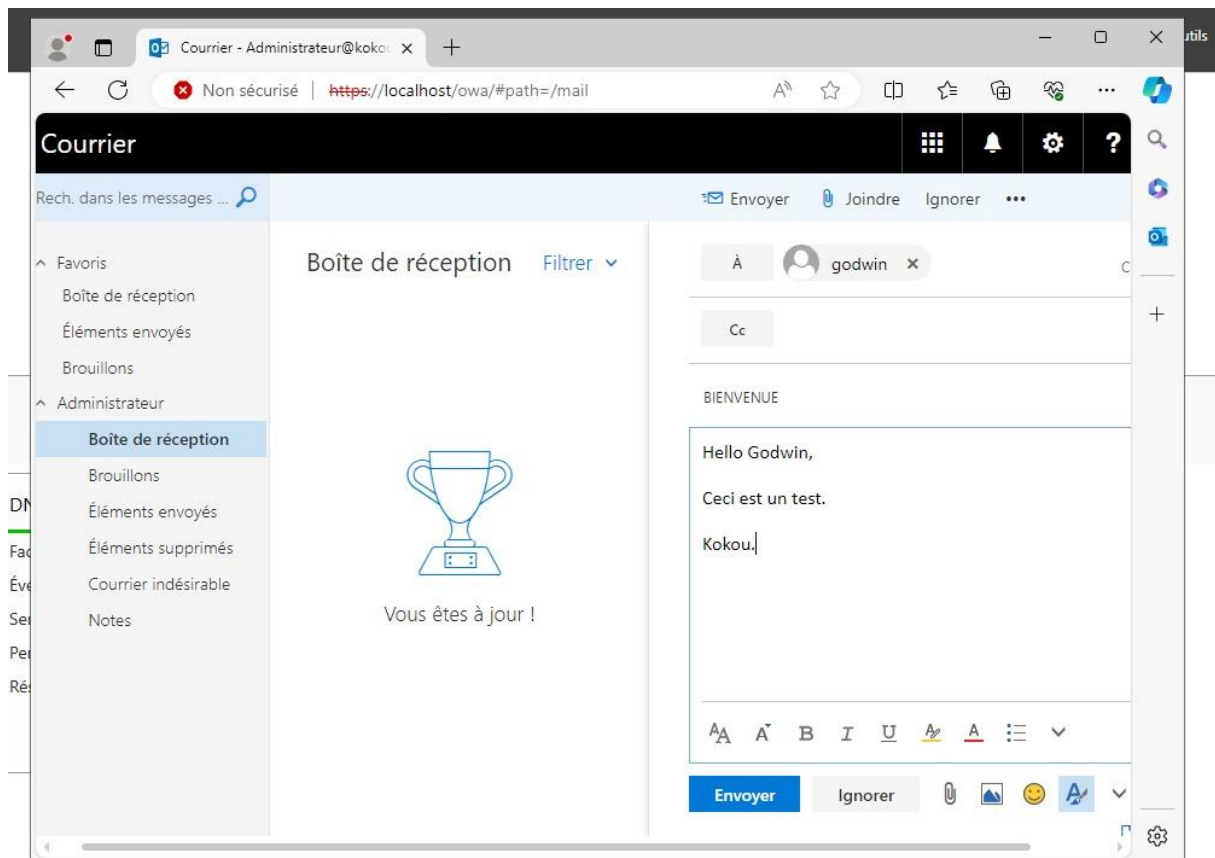 utils
Courrier - Administrateur@koko
Non sécurisé | https://localhost/owa/#path=/mail
Courrier
?
Rech. dans les messages ...
Envoyer Joindre Ignorer •••
Favoris
Boîte de réception
Éléments envoyés
Brouillons
Administrateur
Boîte de réception
Brouillons
Éléments envoyés
Éléments supprimés
Courrier indésirable
Notes
Boîte de réception Filtrer
Vous êtes à jour !
À godwin
Cc
BIENVENUE
Hello Godwin,
Ceci est un test.
Kokou.
B I U A
Envoyer Ignorer